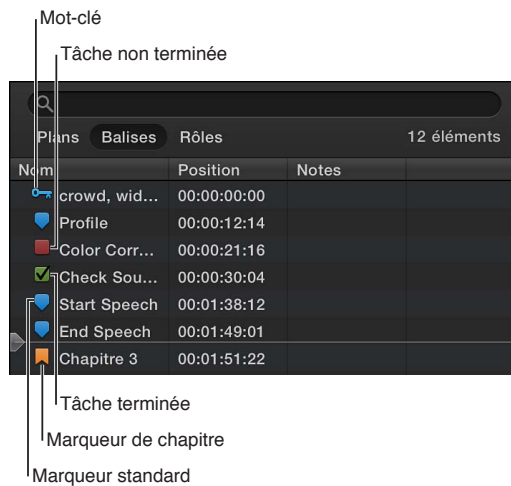 Mot-clé
Tâche non terminée
Plans Balises Rôles 12 éléments
Nom Position Notes
crowd, wid... 00:00:00:00
Profile 00:00:12:14
Color Corr... 00:00:21:16
Check Sou... 00:00:30:04
Start Speech 00:01:38:12
End Speech 00:01:49:01
Chapitre 3 00:01:51:22
Tâche terminée
Marqueur de chapitre
Marqueur standard